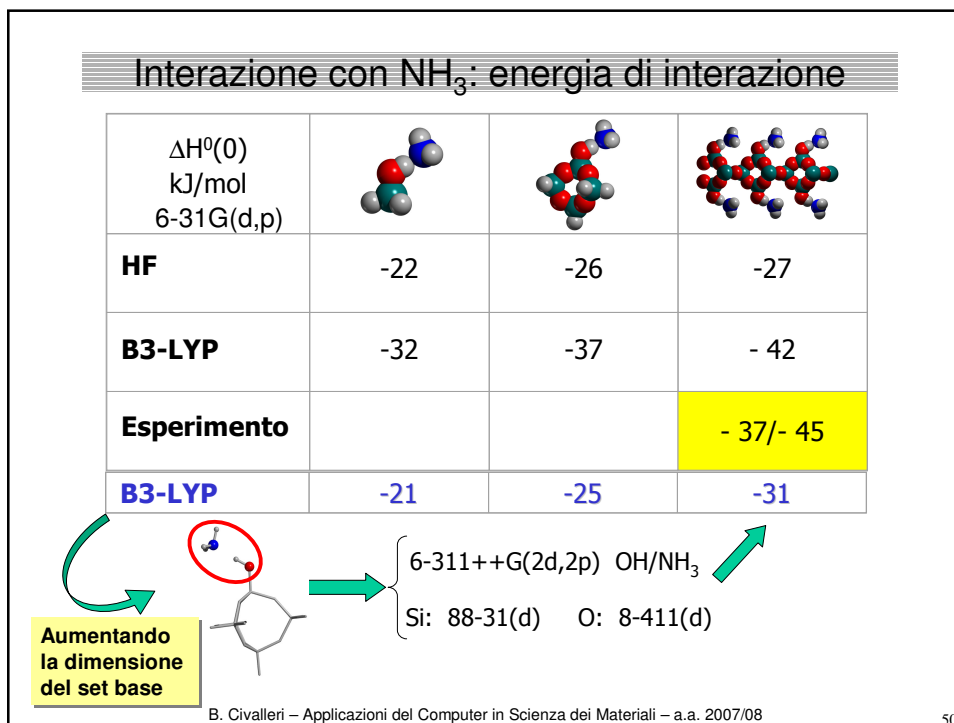 Interazione con NH₃: energia di interazione
ΔH⁰(0)
kJ/mol
6-31G(d,p)
HF -22 -26 -27
B3-LYP -32 -37 - 42
Esperimento - 37/- 45
B3-LYP -21 -25 -31
6-311++G(2d,2p) OH/NH₃
Si: 88-31(d) O: 8-411(d)
Aumentando
la dimensione
del set base
B. Civalleri – Applicazioni del Computer in Scienza dei Materiali – a.a. 2007/08
50